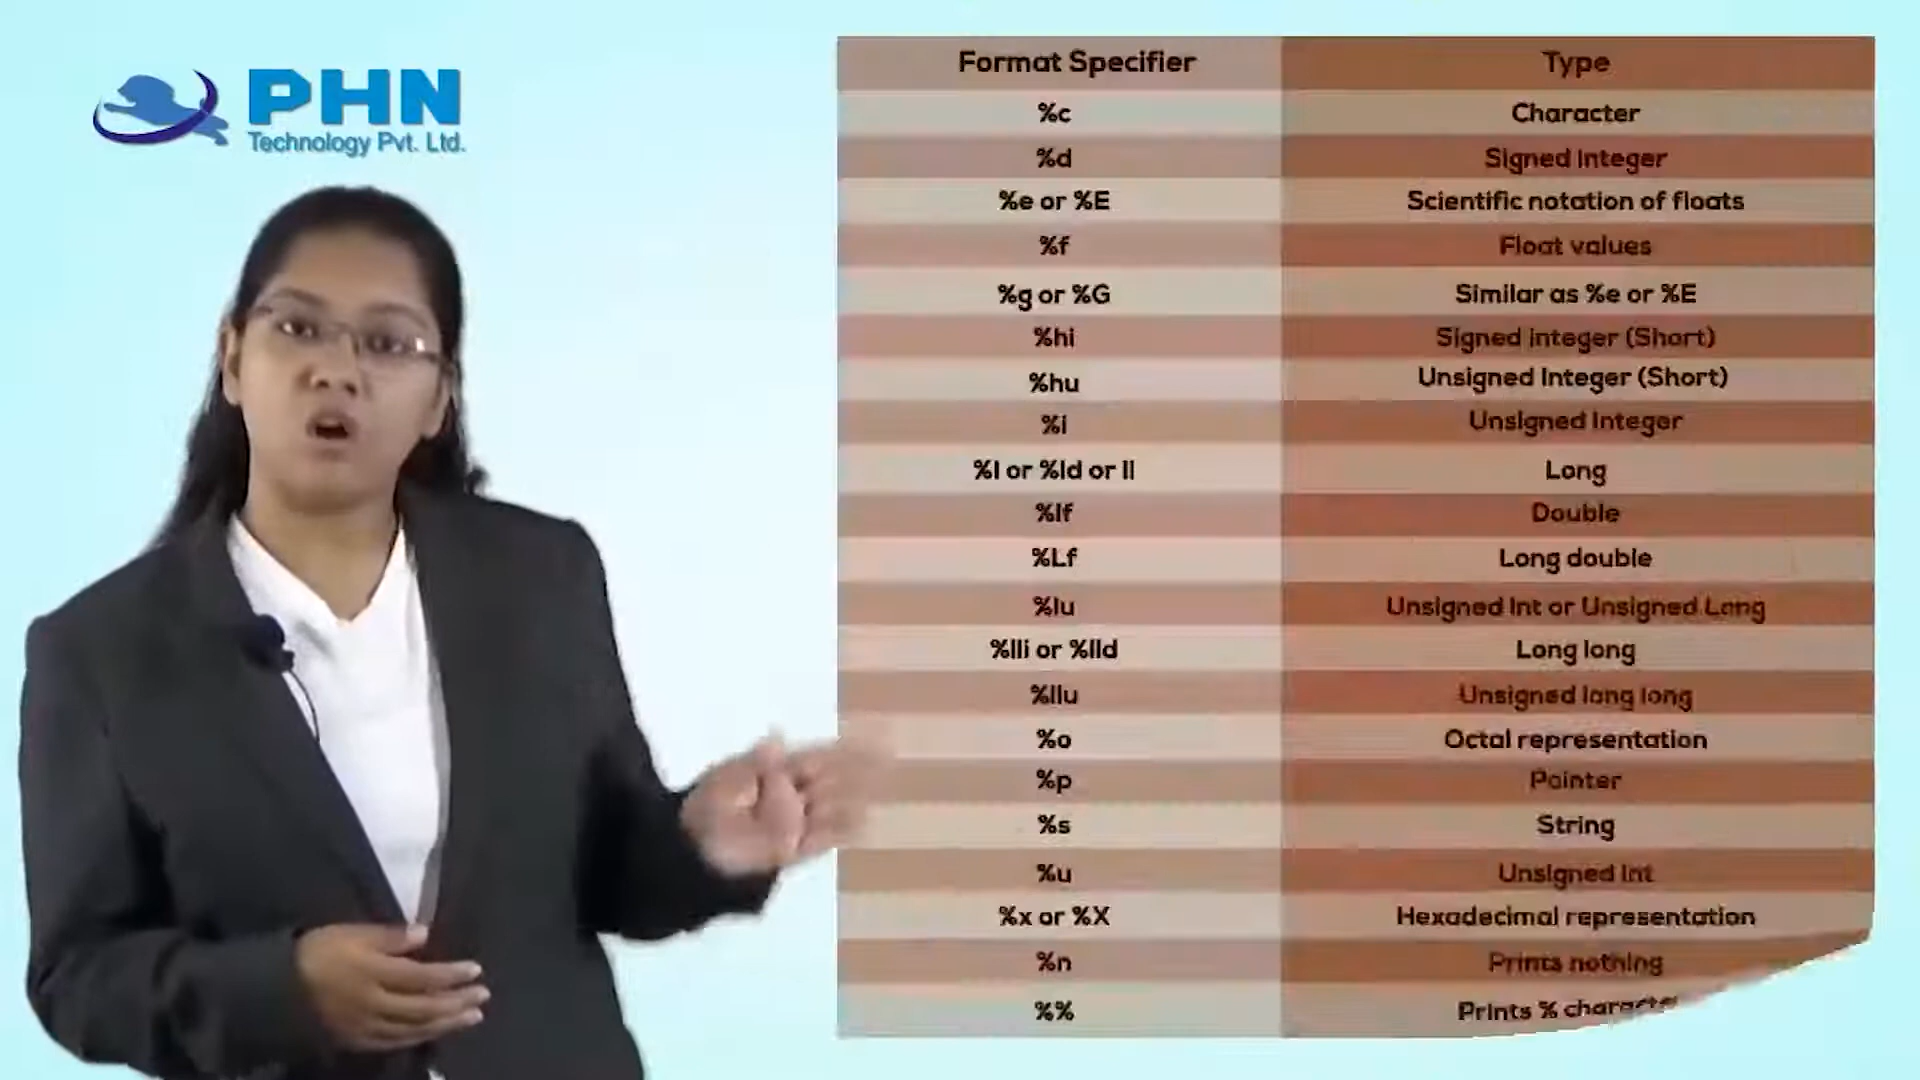 PHN
Technology Pvt. Ltd.
Format Specifier Type
%c Character
%d Signed Integer
%e or %E Scientific notation of floats
%f Float values
%g or %G Similar as %e or %E
%hi Signed integer (Short)
%hu Unsigned Integer (Short)
%i Unsigned Integer
%l or %ld or ll Long
%lf Double
%Lf Long double
%lu Unsigned Int or Unsigned Long
%lli or %lld Long long
%llu Unsigned long long
%o Octal representation
%p Pointer
%s String
%u Unsigned Int
%x or %X Hexadecimal representation
%n Prints nothing
%% Prints %